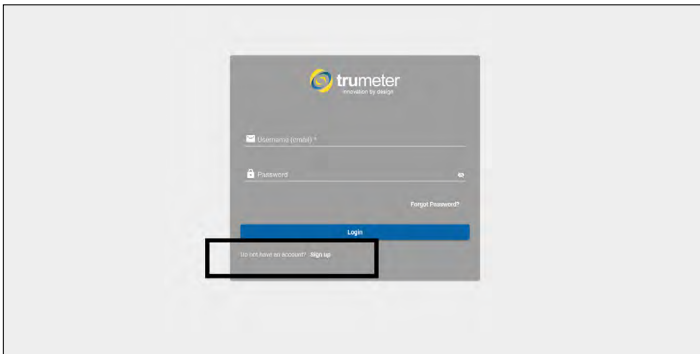 trumeter
innovation by design
Username (email) *
Password
Forgot Password?
Login
Do not have an account? Sign up